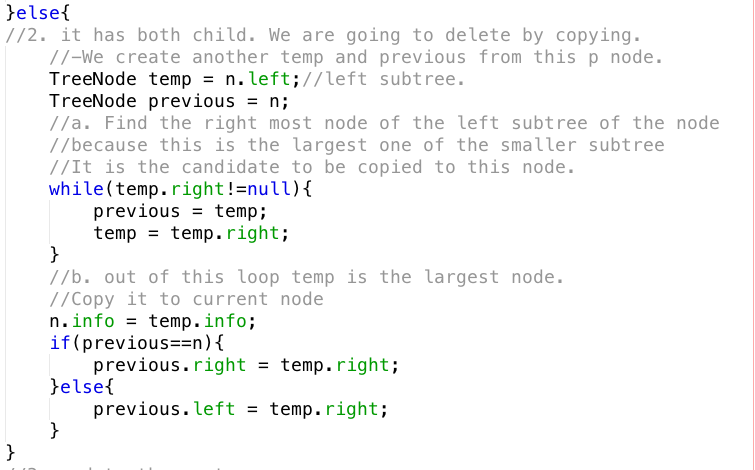 }else{
//2. it has both child. We are going to delete by copying.
//-We create another temp and previous from this p node.
TreeNode temp = n.left;//left subtree.
TreeNode previous = n;
//a. Find the right most node of the left subtree of the node
//because this is the largest one of the smaller subtree
//It is the candidate to be copied to this node.
while(temp.right!=null){
previous = temp;
temp = temp.right;
}
//b. out of this loop temp is the largest node.
//Copy it to current node
n.info = temp.info;
if(previous==n){
previous.right = temp.right;
}else{
previous.left = temp.right;
}
}